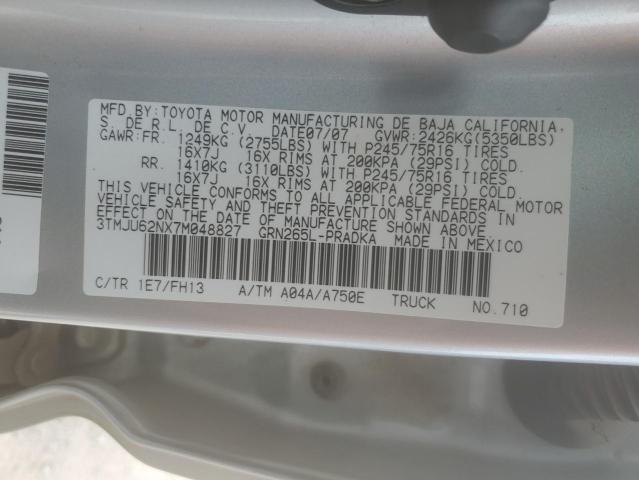 MFD BY:TOYOTA MOTOR MANUFACTURING DE BAJA CALIFORNIA,
S. DE R.L. DE C.V. DATE07/07 GVWR:2426KG(5350LBS)
GAWR:FR. 1249KG (2755LBS) WITH P245/75R16 TIRES
16X7J 16X RIMS AT 200KPA (29PSI) COLD.
RR. 1410KG (3110LBS) WITH P245/75R16 TIRES
16X7J 16X RIMS AT 200KPA (29PSI) COLD.
THIS VEHICLE CONFORMS TO ALL APPLICABLE FEDERAL MOTOR
VEHICLE SAFETY AND THEFT PREVENTION STANDARDS IN
EFFECT ON THE DATE OF MANUFACTURE SHOWN ABOVE.
3TMJU62NX7M048827 GRN265L-PRADKA MADE IN MEXICO
C/TR 1E7/FH13 A/TM A04A/A750E TRUCK NO.710